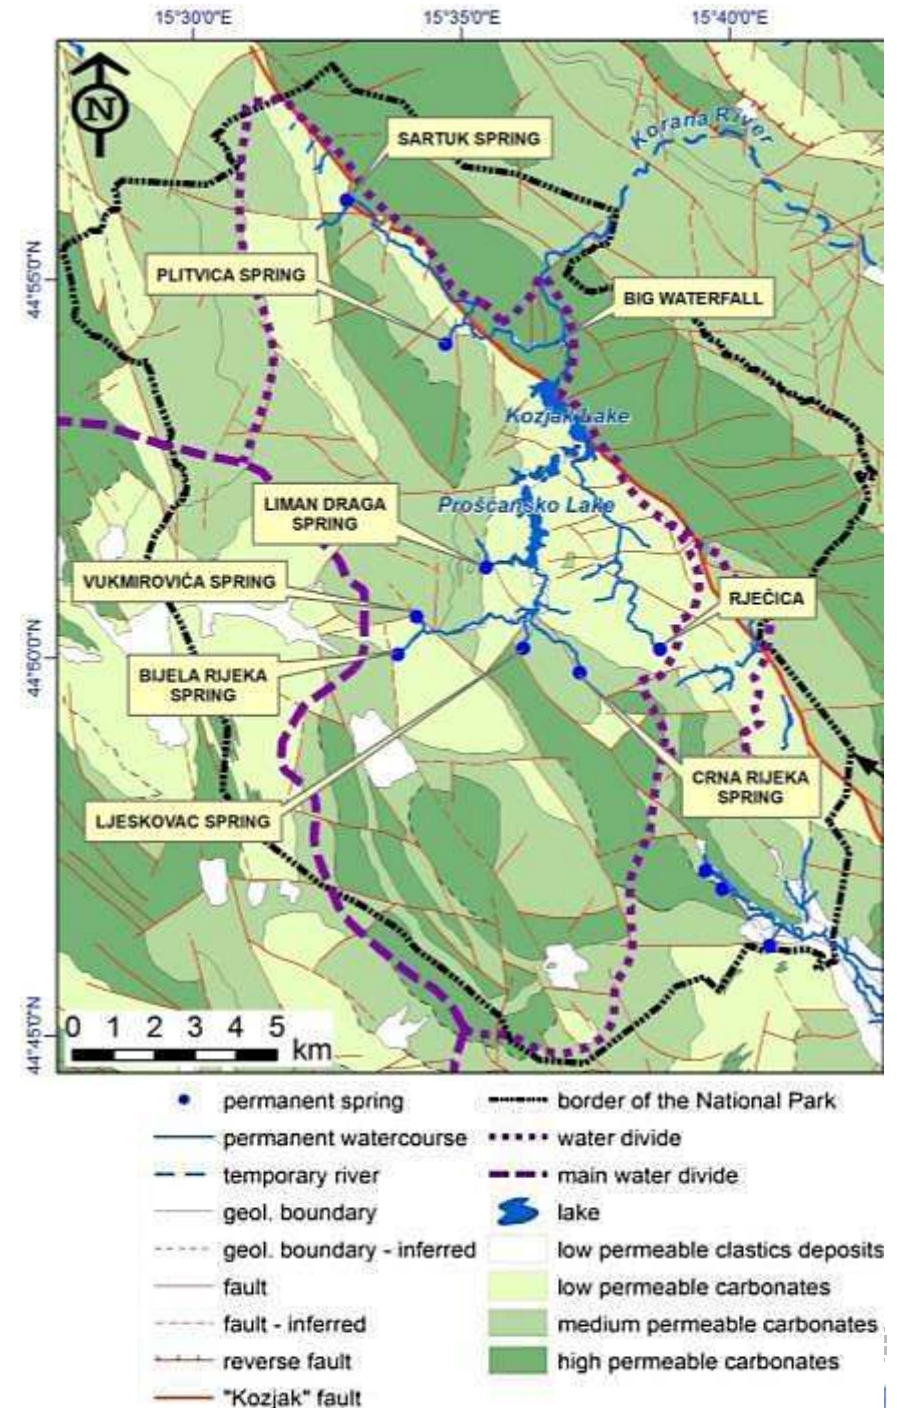 15°30'0"E 15°35'0"E 15°40'0"E
N
Korana River
SARTUK SPRING
44°55'0"N
PLITVICA SPRING
BIG WATERFALL
Kozjak Lake
Prošćansko Lake
LIMAN DRAGA
SPRING
VUKMIROVIĆA SPRING
RJEČICA
44°50'0"N
BIJELA RIJEKA
SPRING
CRNA RIJEKA
SPRING
LJESKOVAC SPRING
44°45'0"N
0 1 2 3 4 5
km
permanent spring
permanent watercourse
temporary river
geol. boundary
geol. boundary - inferred
fault
fault - inferred
reverse fault
"Kozjak" fault
border of the National Park
water divide
main water divide
lake
low permeable clastics deposits
low permeable carbonates
medium permeable carbonates
high permeable carbonates